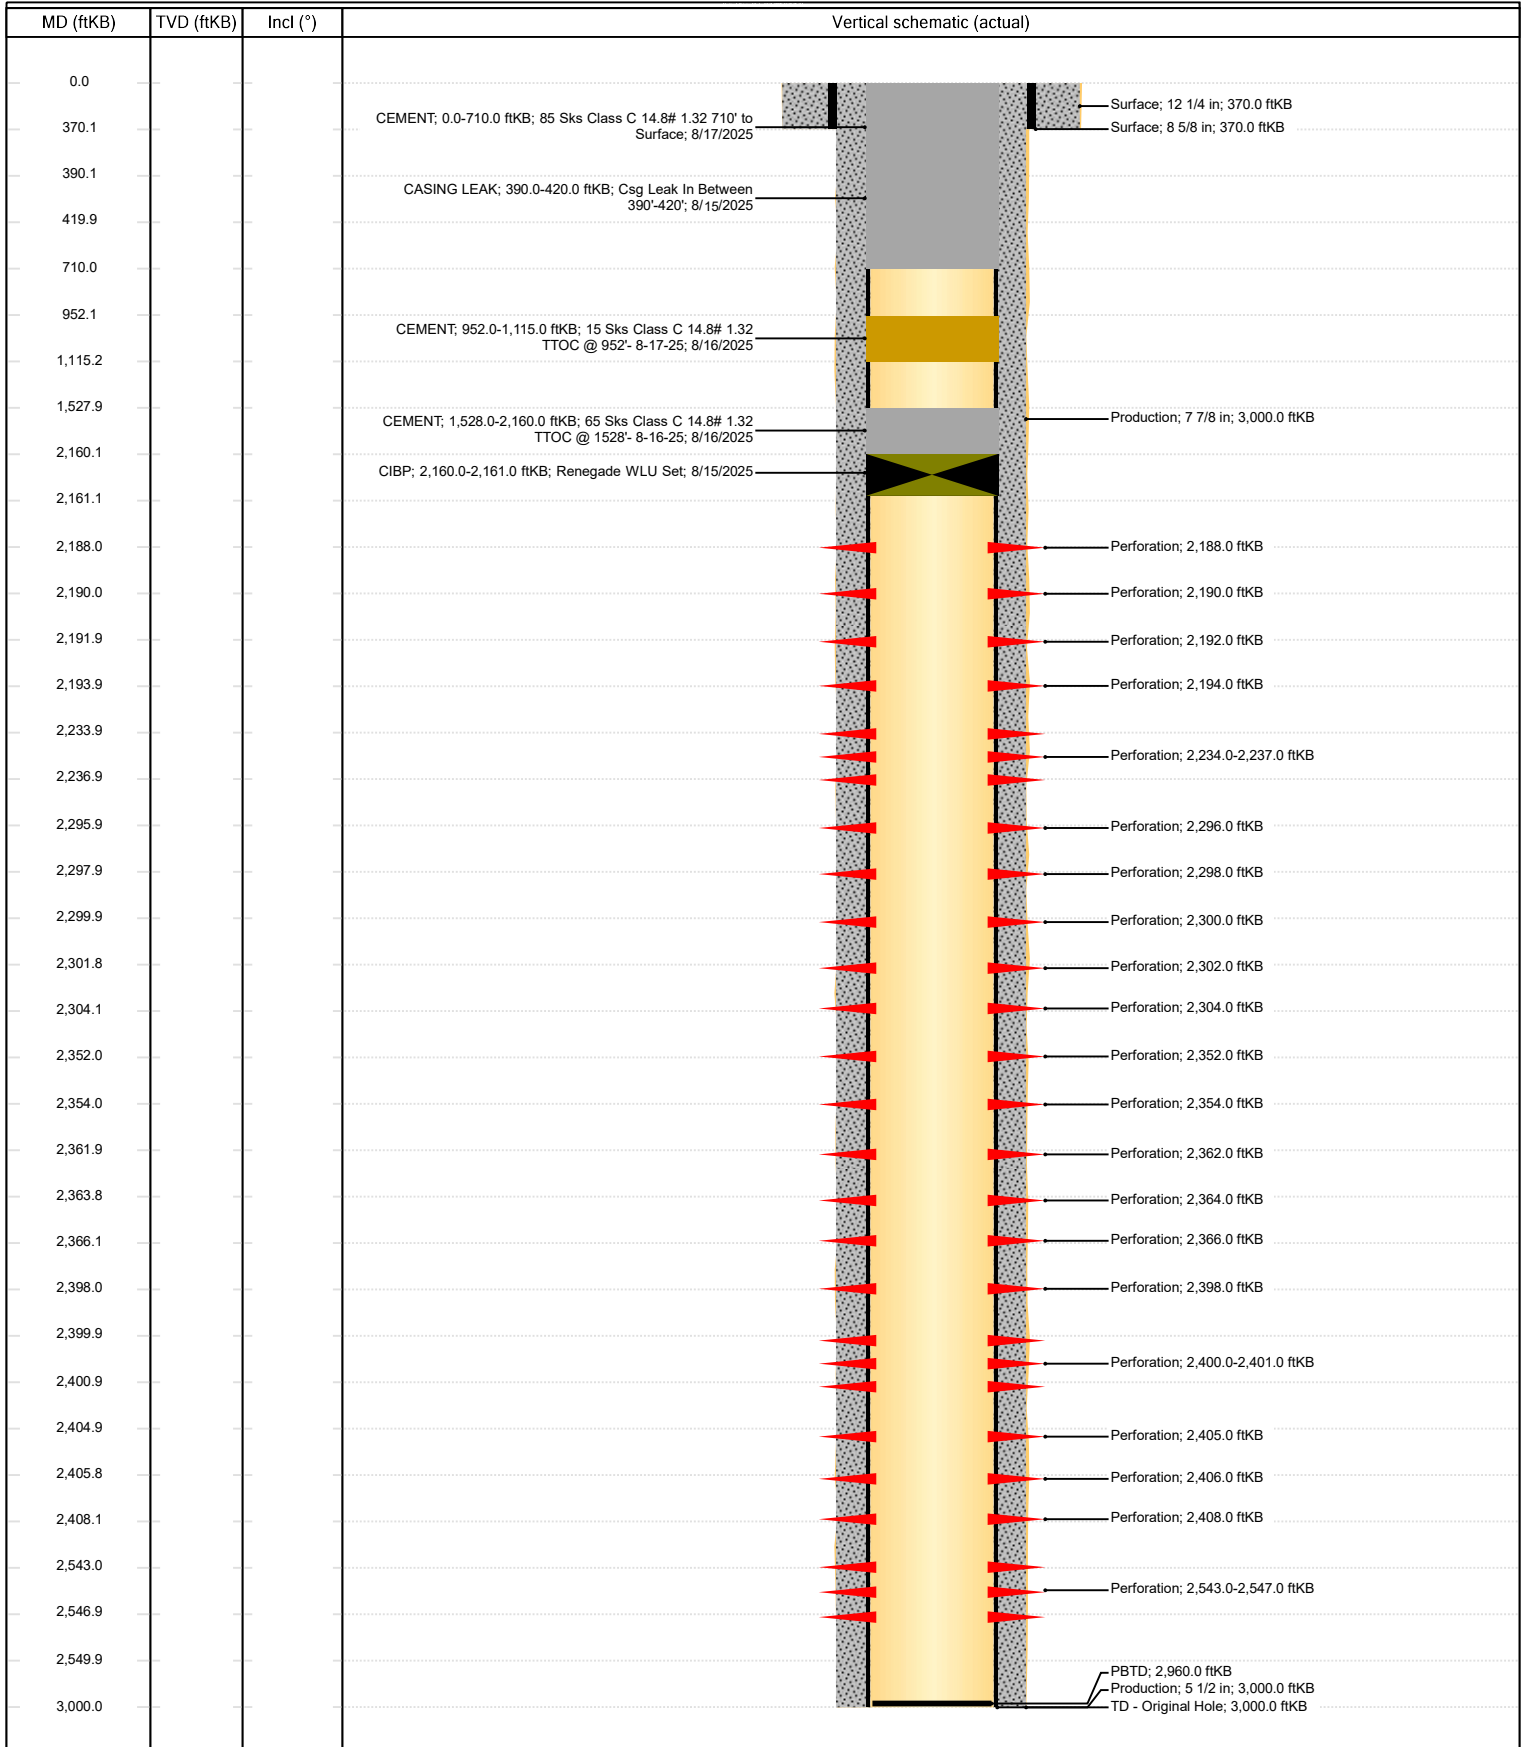 MD (ftKB) TVD (ftKB) Incl (°) Vertical schematic (actual)
0.0
Surface; 12 1/4 in; 370.0 ftKB
CEMENT; 0.0-710.0 ftKB; 85 Sks Class C 14.8# 1.32 710' to
Surface; 8/17/2025
370.1
Surface; 8 5/8 in; 370.0 ftKB
390.1
CASING LEAK; 390.0-420.0 ftKB; Csg Leak In Between
390'-420'; 8/15/2025
419.9
710.0
952.1
CEMENT; 952.0-1,115.0 ftKB; 15 Sks Class C 14.8# 1.32
TTOC @ 952'- 8-17-25; 8/16/2025
1,115.2
1,527.9
Production; 7 7/8 in; 3,000.0 ftKB
CEMENT; 1,528.0-2,160.0 ftKB; 65 Sks Class C 14.8# 1.32
TTOC @ 1528'- 8-16-25; 8/16/2025
2,160.1
CIBP; 2,160.0-2,161.0 ftKB; Renegade WLU Set; 8/15/2025
2,161.1
2,188.0 Perforation; 2,188.0 ftKB
2,190.0 Perforation; 2,190.0 ftKB
2,191.9 Perforation; 2,192.0 ftKB
2,193.9 Perforation; 2,194.0 ftKB
2,233.9
Perforation; 2,234.0-2,237.0 ftKB
2,236.9
2,295.9 Perforation; 2,296.0 ftKB
2,297.9 Perforation; 2,298.0 ftKB
2,299.9 Perforation; 2,300.0 ftKB
2,301.8 Perforation; 2,302.0 ftKB
2,304.1 Perforation; 2,304.0 ftKB
2,352.0 Perforation; 2,352.0 ftKB
2,354.0 Perforation; 2,354.0 ftKB
2,361.9 Perforation; 2,362.0 ftKB
2,363.8 Perforation; 2,364.0 ftKB
2,366.1 Perforation; 2,366.0 ftKB
2,398.0 Perforation; 2,398.0 ftKB
2,399.9
Perforation; 2,400.0-2,401.0 ftKB
2,400.9
2,404.9 Perforation; 2,405.0 ftKB
2,405.8 Perforation; 2,406.0 ftKB
2,408.1 Perforation; 2,408.0 ftKB
2,543.0
Perforation; 2,543.0-2,547.0 ftKB
2,546.9
2,549.9
PBTD; 2,960.0 ftKB
Production; 5 1/2 in; 3,000.0 ftKB
3,000.0 TD - Original Hole; 3,000.0 ftKB